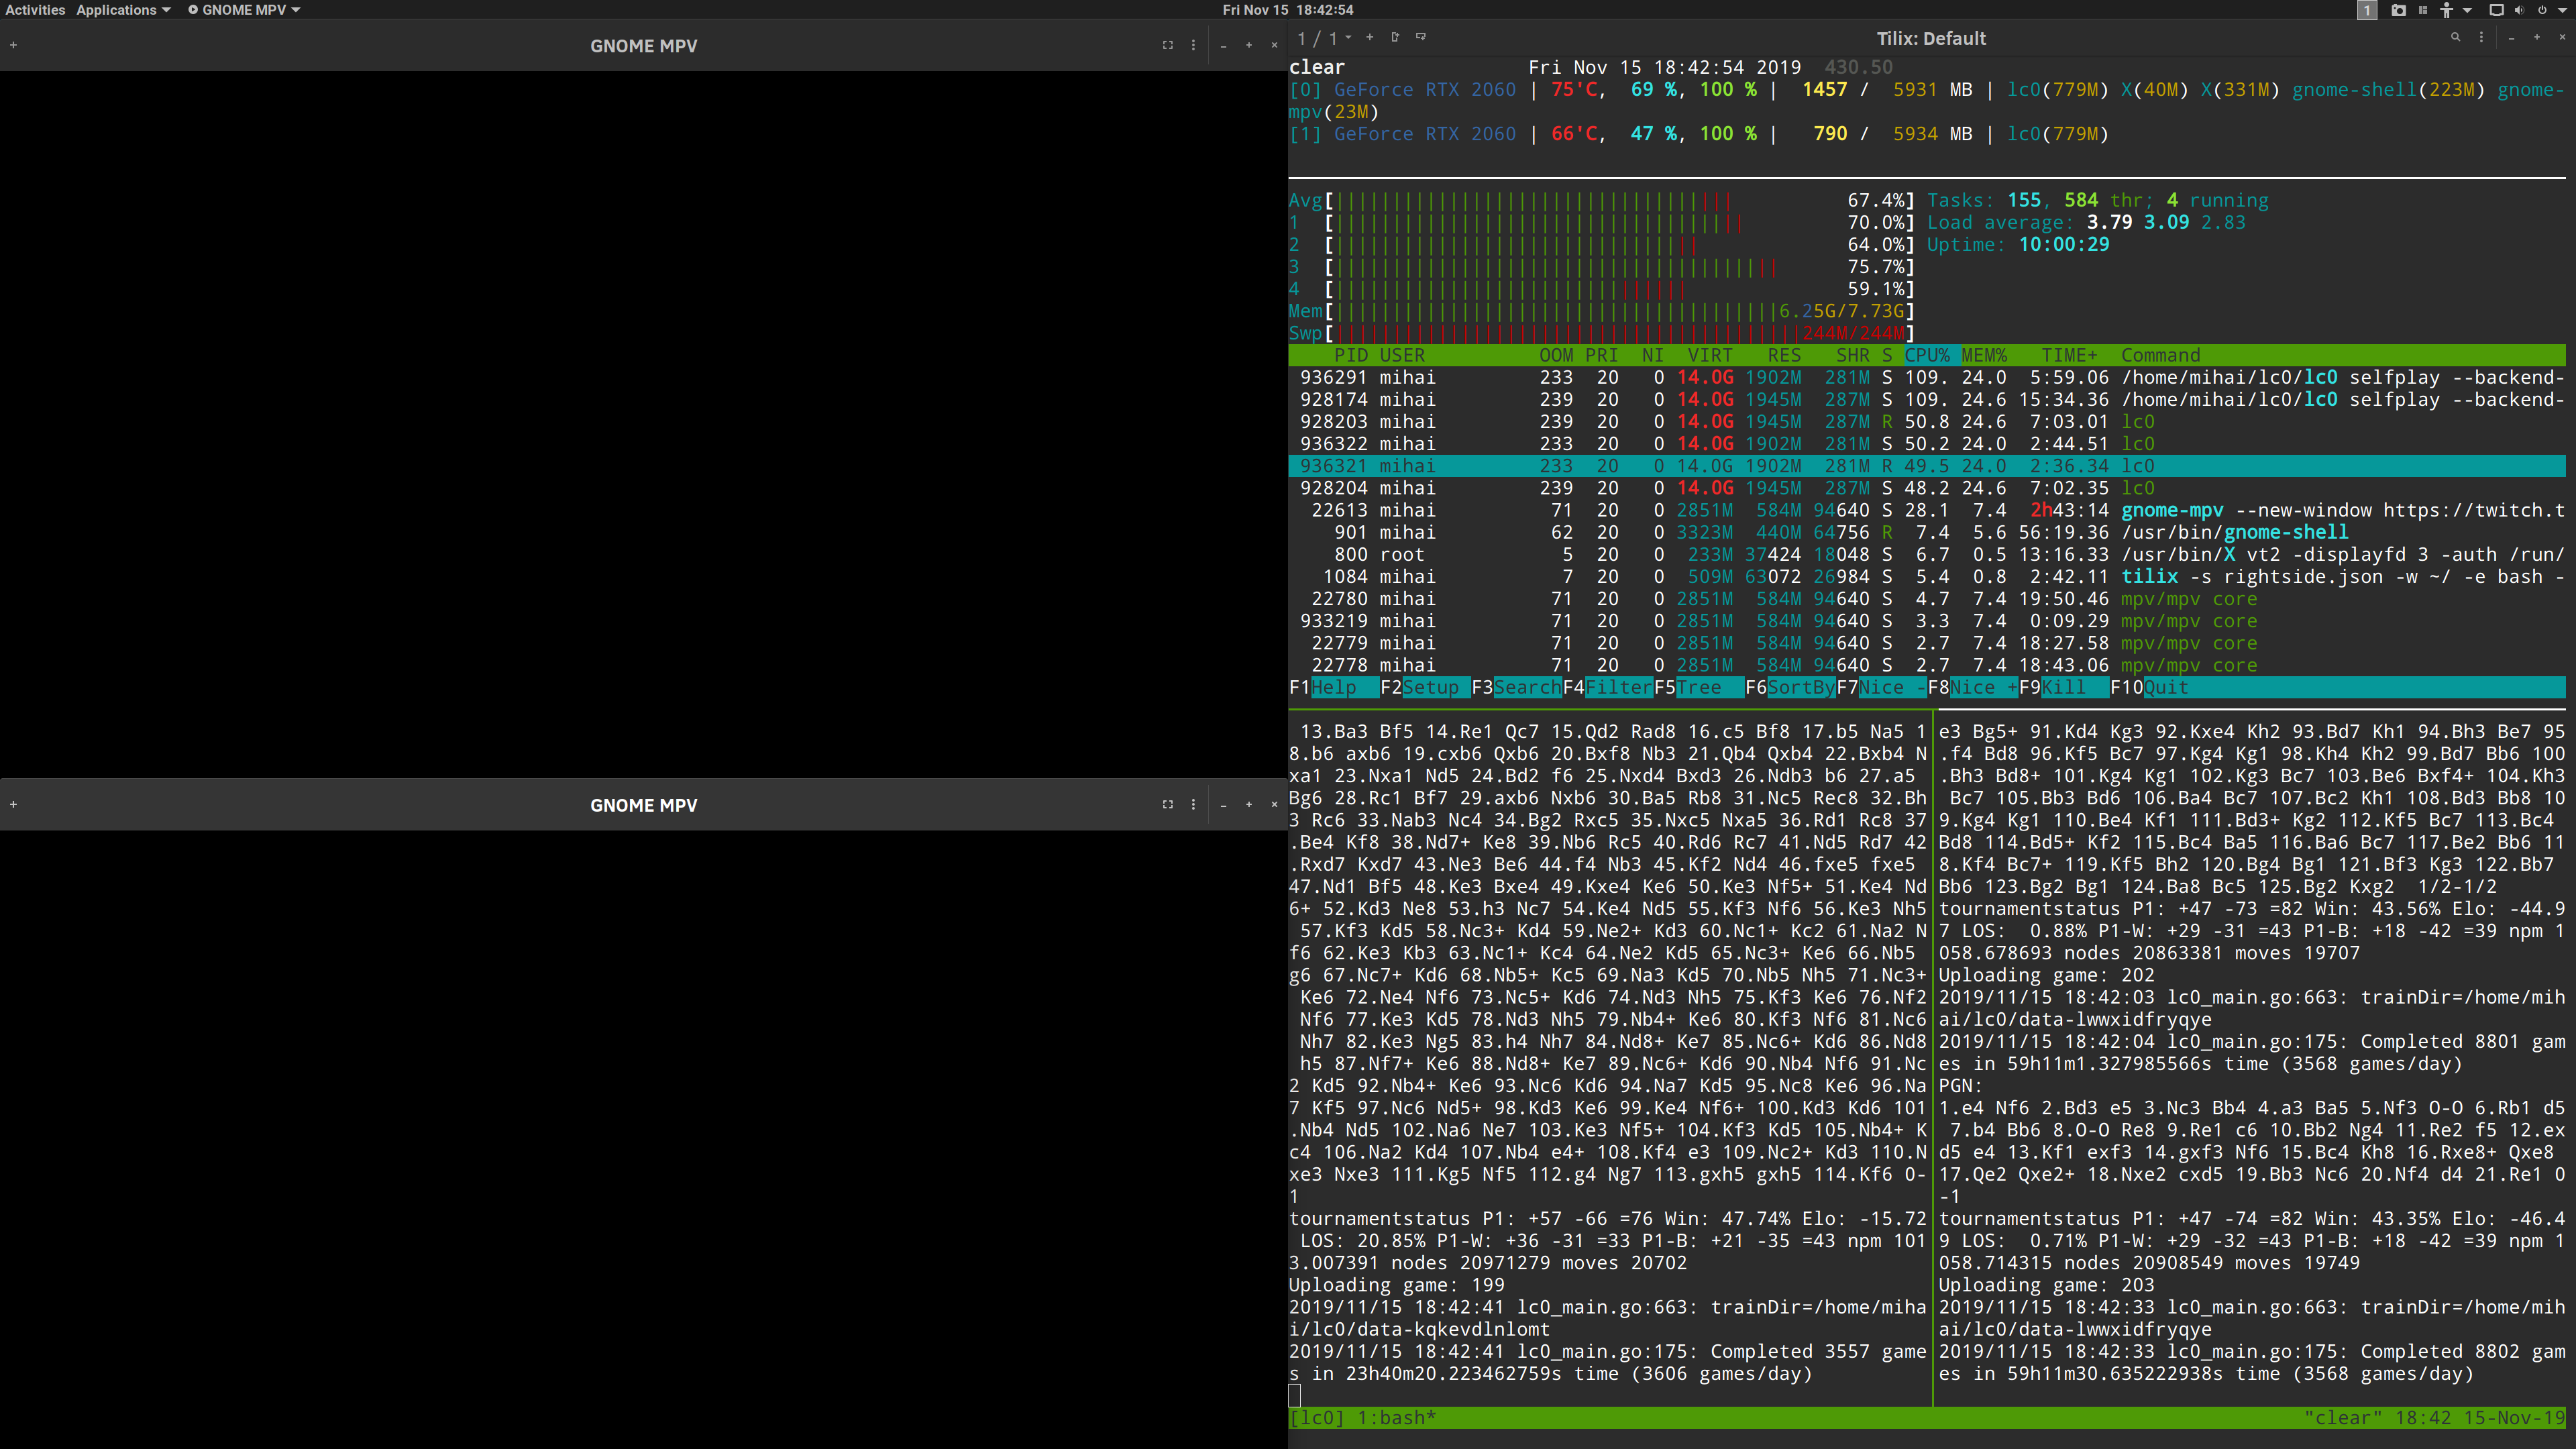 Activities Applications GNOME MPV Fri Nov 15 18:42:54 1
GNOME MPV
GNOME MPV
1 / 1 Tilix: Default
clear Fri Nov 15 18:42:54 2019 430.50
[0] GeForce RTX 2060 | 75'C, 69 %, 100 % | 1457 / 5931 MB | lc0(779M) X(40M) X(331M) gnome-shell(223M) gnome-
mpv(23M)
[1] GeForce RTX 2060 | 66'C, 47 %, 100 % | 790 / 5934 MB | lc0(779M)
Avg[ 67.4%] Tasks: 155, 584 thr; 4 running
1 [ 70.0%] Load average: 3.79 3.09 2.83
2 [ 64.0%] Uptime: 10:00:29
3 [ 75.7%]
4 [ 59.1%]
Mem[ 6.25G/7.73G]
Swp[ 244M/244M]
PID USER OOM PRI NI VIRT RES SHR S CPU% MEM% TIME+ Command
936291 mihai 233 20 0 14.0G 1902M 281M S 109. 24.0 5:59.06 /home/mihai/lc0/lc0 selfplay --backend-
928174 mihai 239 20 0 14.0G 1945M 287M S 109. 24.6 15:34.36 /home/mihai/lc0/lc0 selfplay --backend-
928203 mihai 239 20 0 14.0G 1945M 287M R 50.8 24.6 7:03.01 lc0
936322 mihai 233 20 0 14.0G 1902M 281M S 50.2 24.0 2:44.51 lc0
936321 mihai 233 20 0 14.0G 1902M 281M R 49.5 24.0 2:36.34 lc0
928204 mihai 239 20 0 14.0G 1945M 287M S 48.2 24.6 7:02.35 lc0
22613 mihai 71 20 0 2851M 584M 94640 S 28.1 7.4 2h43:14 gnome-mpv --new-window https://twitch.t
901 mihai 62 20 0 3323M 440M 64756 R 7.4 5.6 56:19.36 /usr/bin/gnome-shell
800 root 5 20 0 233M 37424 18048 S 6.7 0.5 13:16.33 /usr/bin/X vt2 -displayfd 3 -auth /run/
1084 mihai 7 20 0 509M 63072 26984 S 5.4 0.8 2:42.11 tilix -s rightside.json -w ~/ -e bash -
22780 mihai 71 20 0 2851M 584M 94640 S 4.7 7.4 19:50.46 mpv/mpv core
933219 mihai 71 20 0 2851M 584M 94640 S 3.3 7.4 0:09.29 mpv/mpv core
22779 mihai 71 20 0 2851M 584M 94640 S 2.7 7.4 18:27.58 mpv/mpv core
22778 mihai 71 20 0 2851M 584M 94640 S 2.7 7.4 18:43.06 mpv/mpv core
F1Help F2Setup F3SearchF4FilterF5Tree F6SortByF7Nice -F8Nice +F9Kill F10Quit
13.Ba3 Bf5 14.Re1 Qc7 15.Qd2 Rad8 16.c5 Bf8 17.b5 Na5 1
8.b6 axb6 19.cxb6 Qxb6 20.Bxf8 Nb3 21.Qb4 Qxb4 22.Bxb4 N
xa1 23.Nxa1 Nd5 24.Bd2 f6 25.Nxd4 Bxd3 26.Ndb3 b6 27.a5
Bg6 28.Rc1 Bf7 29.axb6 Nxb6 30.Ba5 Rb8 31.Nc5 Rec8 32.Bh
3 Rc6 33.Nab3 Nc4 34.Bg2 Rxc5 35.Nxc5 Nxa5 36.Rd1 Rc8 37
.Be4 Kf8 38.Nd7+ Ke8 39.Nb6 Rc5 40.Rd6 Rc7 41.Nd5 Rd7 42
.Rxd7 Kxd7 43.Ne3 Be6 44.f4 Nb3 45.Kf2 Nd4 46.fxe5 fxe5
47.Nd1 Bf5 48.Ke3 Bxe4 49.Kxe4 Ke6 50.Ke3 Nf5+ 51.Ke4 Nd
6+ 52.Kd3 Ne8 53.h3 Nc7 54.Ke4 Nd5 55.Kf3 Nf6 56.Ke3 Nh5
57.Kf3 Kd5 58.Nc3+ Kd4 59.Ne2+ Kd3 60.Nc1+ Kc2 61.Na2 N
f6 62.Ke3 Kb3 63.Nc1+ Kc4 64.Ne2 Kd5 65.Nc3+ Ke6 66.Nb5
g6 67.Nc7+ Kd6 68.Nb5+ Kc5 69.Na3 Kd5 70.Nb5 Nh5 71.Nc3+
Ke6 72.Ne4 Nf6 73.Nc5+ Kd6 74.Nd3 Nh5 75.Kf3 Ke6 76.Nf2
Nf6 77.Ke3 Kd5 78.Nd3 Nh5 79.Nb4+ Ke6 80.Kf3 Nf6 81.Nc6
Nh7 82.Ke3 Ng5 83.h4 Nh7 84.Nd8+ Ke7 85.Nc6+ Kd6 86.Nd8
h5 87.Nf7+ Ke6 88.Nd8+ Ke7 89.Nc6+ Kd6 90.Nb4 Nf6 91.Nc
2 Kd5 92.Nb4+ Ke6 93.Nc6 Kd6 94.Na7 Kd5 95.Nc8 Ke6 96.Na
7 Kf5 97.Nc6 Nd5+ 98.Kd3 Ke6 99.Ke4 Nf6+ 100.Kd3 Kd6 101
.Nb4 Nd5 102.Na6 Ne7 103.Ke3 Nf5+ 104.Kf3 Kd5 105.Nb4+ K
c4 106.Na2 Kd4 107.Nb4 e4+ 108.Kf4 e3 109.Nc2+ Kd3 110.N
xe3 Nxe3 111.Kg5 Nf5 112.g4 Ng7 113.gxh5 gxh5 114.Kf6 0-
1
tournamentstatus P1: +57 -66 =76 Win: 47.74% Elo: -15.72
LOS: 20.85% P1-W: +36 -31 =33 P1-B: +21 -35 =43 npm 101
3.007391 nodes 20971279 moves 20702
Uploading game: 199
2019/11/15 18:42:41 lc0_main.go:663: trainDir=/home/miha
i/lc0/data-kqkevdlnlomt
2019/11/15 18:42:41 lc0_main.go:175: Completed 3557 game
s in 23h40m20.223462759s time (3606 games/day)
e3 Bg5+ 91.Kd4 Kg3 92.Kxe4 Kh2 93.Bd7 Kh1 94.Bh3 Be7 95
.f4 Bd8 96.Kf5 Bc7 97.Kg4 Kg1 98.Kh4 Kh2 99.Bd7 Bb6 100
.Bh3 Bd8+ 101.Kg4 Kg1 102.Kg3 Bc7 103.Be6 Bxf4+ 104.Kh3
Bc7 105.Bb3 Bd6 106.Ba4 Bc7 107.Bc2 Kh1 108.Bd3 Bb8 10
9.Kg4 Kg1 110.Be4 Kf1 111.Bd3+ Kg2 112.Kf5 Bc7 113.Bc4
Bd8 114.Bd5+ Kf2 115.Bc4 Ba5 116.Ba6 Bc7 117.Be2 Bb6 11
8.Kf4 Bc7+ 119.Kf5 Bh2 120.Bg4 Bg1 121.Bf3 Kg3 122.Bb7
Bb6 123.Bg2 Bg1 124.Ba8 Bc5 125.Bg2 Kxg2 1/2-1/2
tournamentstatus P1: +47 -73 =82 Win: 43.56% Elo: -44.9
7 LOS: 0.88% P1-W: +29 -31 =43 P1-B: +18 -42 =39 npm 1
058.678693 nodes 20863381 moves 19707
Uploading game: 202
2019/11/15 18:42:03 lc0_main.go:663: trainDir=/home/mih
ai/lc0/data-lwwxidfryqye
2019/11/15 18:42:04 lc0_main.go:175: Completed 8801 gam
es in 59h11m1.327985566s time (3568 games/day)
PGN:
1.e4 Nf6 2.Bd3 e5 3.Nc3 Bb4 4.a3 Ba5 5.Nf3 O-O 6.Rb1 d5
7.b4 Bb6 8.O-O Re8 9.Re1 c6 10.Bb2 Ng4 11.Re2 f5 12.ex
d5 e4 13.Kf1 exf3 14.gxf3 Nf6 15.Bc4 Kh8 16.Rxe8+ Qxe8
17.Qe2 Qxe2+ 18.Nxe2 cxd5 19.Bb3 Nc6 20.Nf4 d4 21.Re1 0
-1
tournamentstatus P1: +47 -74 =82 Win: 43.35% Elo: -46.4
9 LOS: 0.71% P1-W: +29 -32 =43 P1-B: +18 -42 =39 npm 1
058.714315 nodes 20908549 moves 19749
Uploading game: 203
2019/11/15 18:42:33 lc0_main.go:663: trainDir=/home/mih
ai/lc0/data-lwwxidfryqye
2019/11/15 18:42:33 lc0_main.go:175: Completed 8802 gam
es in 59h11m30.635222938s time (3568 games/day)
[lc0] 1:bash* "clear" 18:42 15-Nov-19